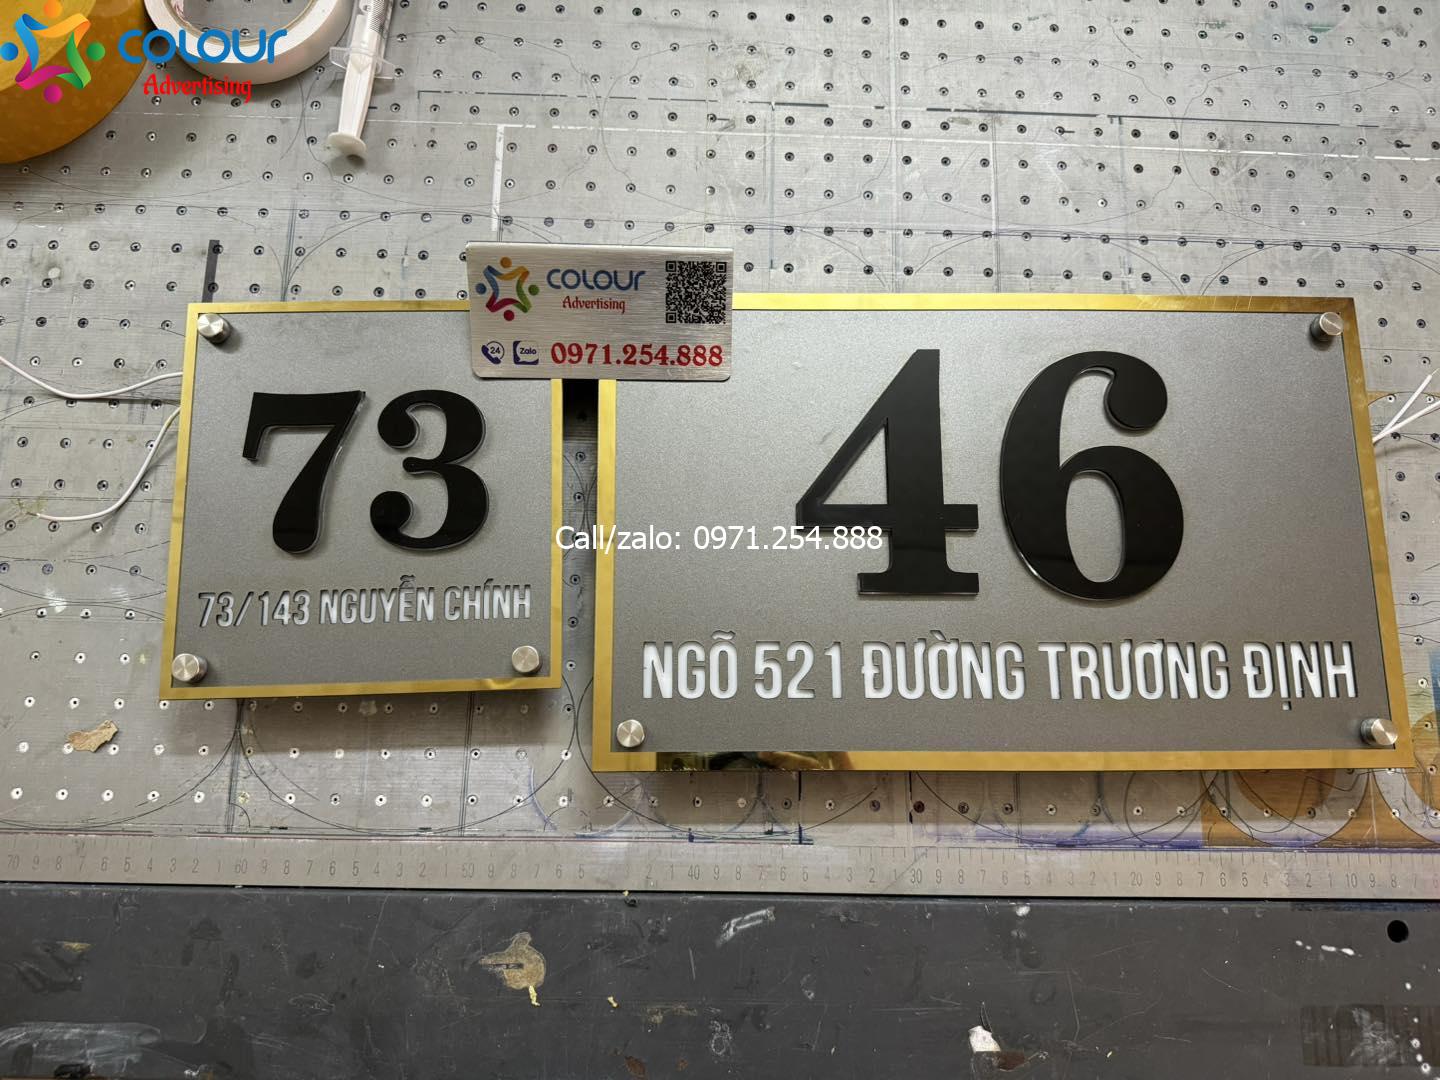 COLOUR
Advertising
COLOUR
Advertising
24 Zalo 0971.254.888
73
73/143 NGUYỄN CHÍNH
46
NGÕ 521 ĐƯỜNG TRƯƠNG ĐỊNH
Call/zalo: 0971.254.888